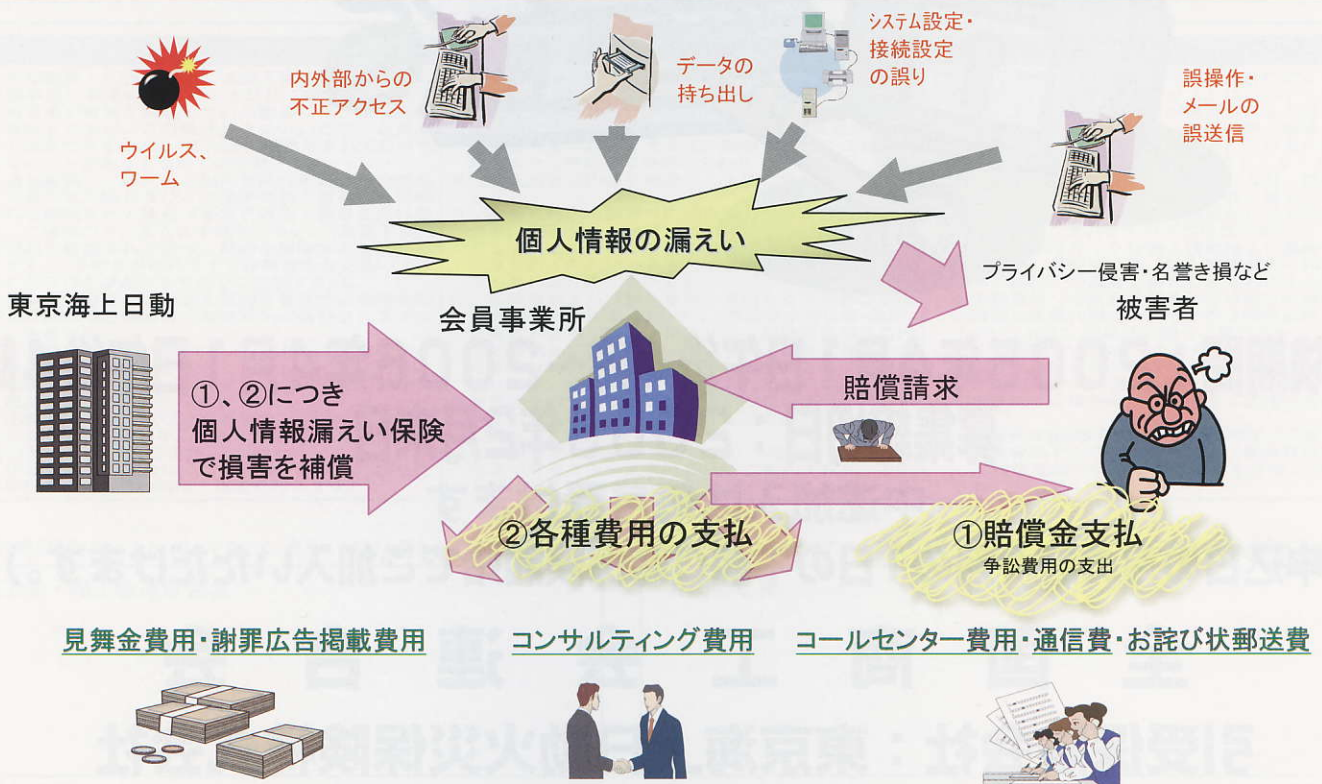 ウイルス、
ワーム
内外部からの
不正アクセス
データの
持ち出し
システム設定・
接続設定
の誤り
誤操作・
メールの
誤送信
個人情報の漏えい
プライバシー侵害・名誉き損など
被害者
東京海上日動
会員事業所
①、②につき
個人情報漏えい保険
で損害を補償
賠償請求
②各種費用の支払
①賠償金支払
争訟費用の支出
見舞金費用・謝罪広告掲載費用
コンサルティング費用
コールセンター費用・通信費・お詫び状郵送費